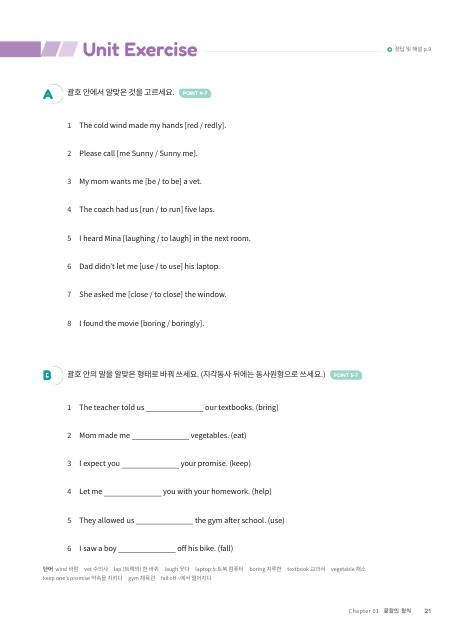 Unit Exercise
정답 및 해설 p.9
A 괄호 안에서 알맞은 것을 고르세요. POINT 4-7
1 The cold wind made my hands [red / redly].
2 Please call [me Sunny / Sunny me].
3 My mom wants me [be / to be] a vet.
4 The coach had us [run / to run] five laps.
5 I heard Mina [laughing / to laugh] in the next room.
6 Dad didn't let me [use / to use] his laptop.
7 She asked me [close / to close] the window.
8 I found the movie [boring / boringly].
B 괄호 안의 말을 알맞은 형태로 바꿔 쓰세요. (지각동사 뒤에는 동사원형으로 쓰세요.) POINT 5-7
1 The teacher told us ______________ our textbooks. (bring)
2 Mom made me ______________ vegetables. (eat)
3 I expect you ______________ your promise. (keep)
4 Let me ______________ you with your homework. (help)
5 They allowed us ______________ the gym after school. (use)
6 I saw a boy ______________ off his bike. (fall)
단어 wind 바람 vet 수의사 lap (트랙의) 한 바퀴 laugh 웃다 laptop 노트북 컴퓨터 boring 지루한 textbook 교과서 vegetable 채소
keep one's promise 약속을 지키다 gym 체육관 fall off ~에서 떨어지다
Chapter 01 문장의 형식 21